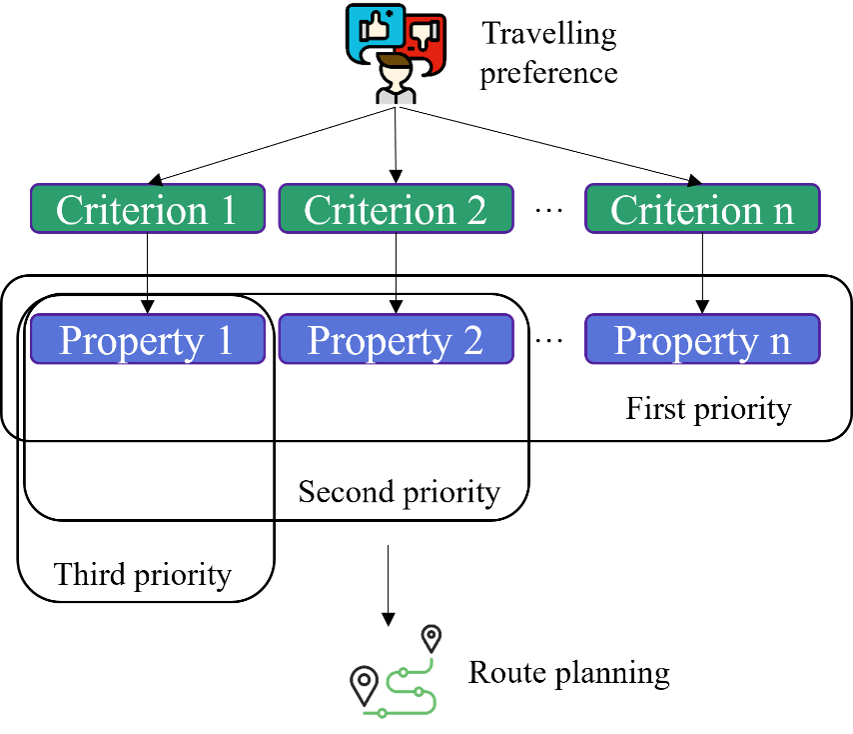 Travelling
preference
Criterion 1
Criterion 2
...
Criterion n
Property 1
Property 2
...
Property n
First priority
Second priority
Third priority
Route planning